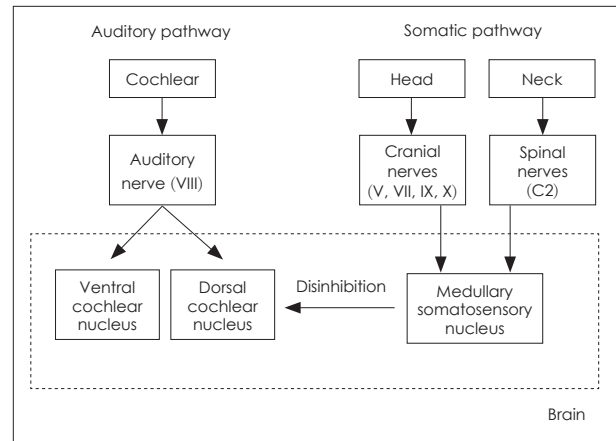 Auditory pathway
Somatic pathway
Cochlear
Head
Neck
Auditory
nerve (VIII)
Cranial
nerves
(V, VII, IX, X)
Spinal
nerves
(C2)
Ventral
cochlear
nucleus
Dorsal
cochlear
nucleus
Disinhibition
Medullary
somatosensory
nucleus
Brain